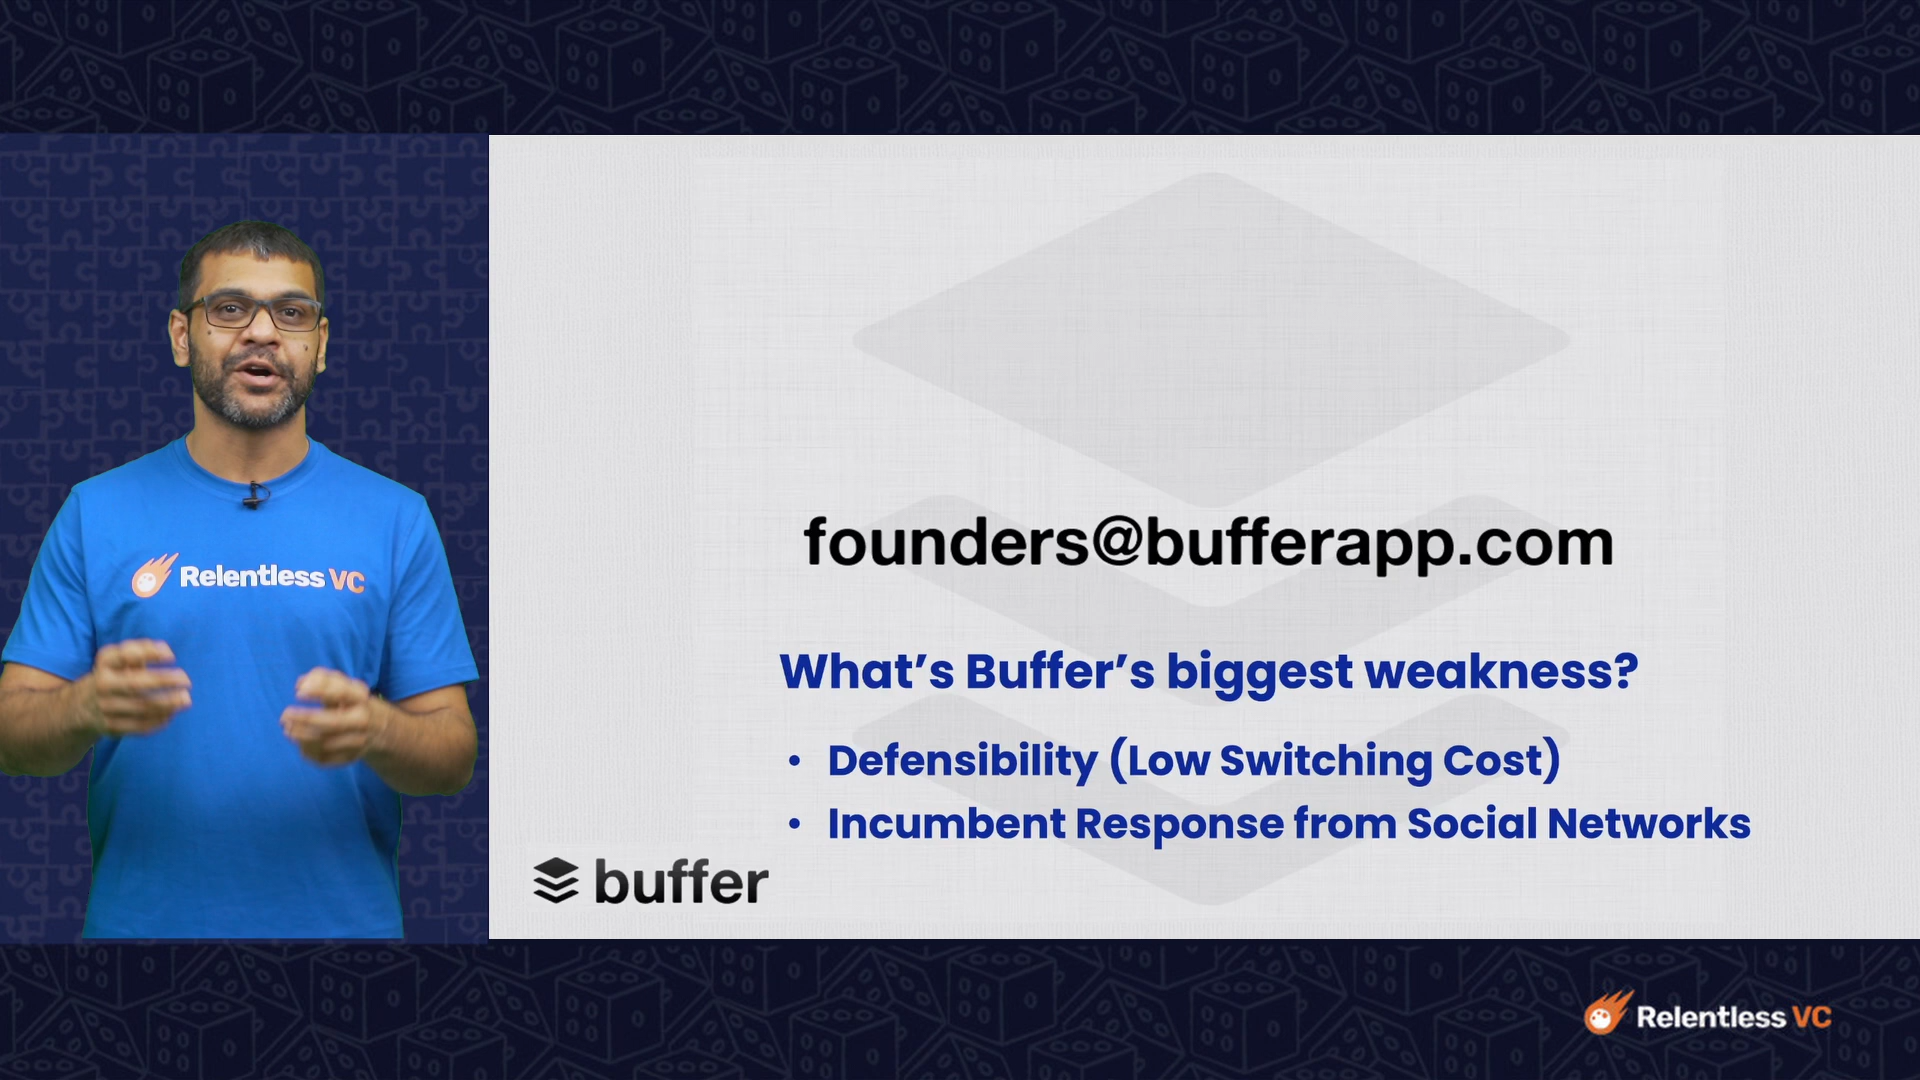 Relentless VC
founders@bufferapp.com
What’s Buffer’s biggest weakness?
• Defensibility (Low Switching Cost)
• Incumbent Response from Social Networks
buffer
Relentless VC